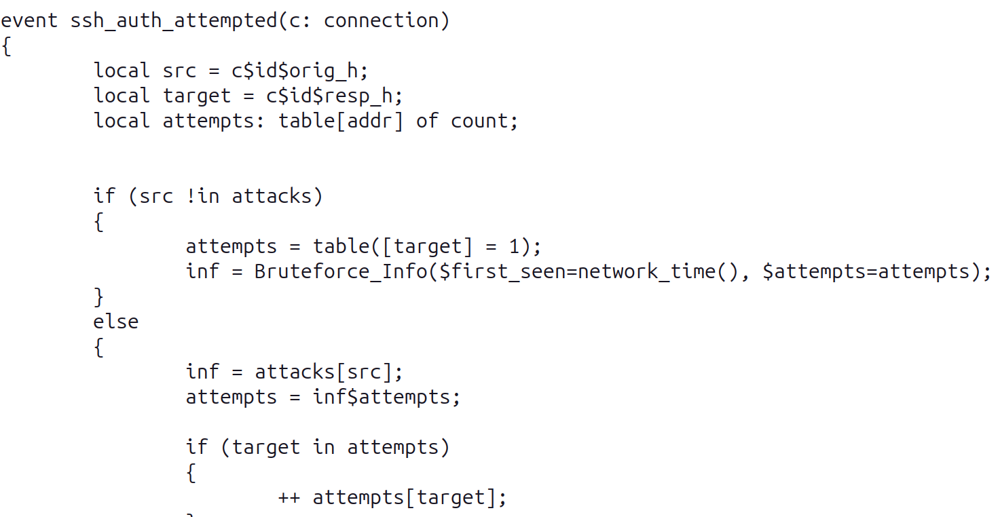 event ssh_auth_attempted(c: connection)
{
local src = c$id$orig_h;
local target = c$id$resp_h;
local attempts: table[addr] of count;
if (src !in attacks)
{
attempts = table([target] = 1);
inf = Bruteforce_Info($first_seen=network_time(), $attempts=attempts);
}
else
{
inf = attacks[src];
attempts = inf$attempts;
if (target in attempts)
{
++ attempts[target];